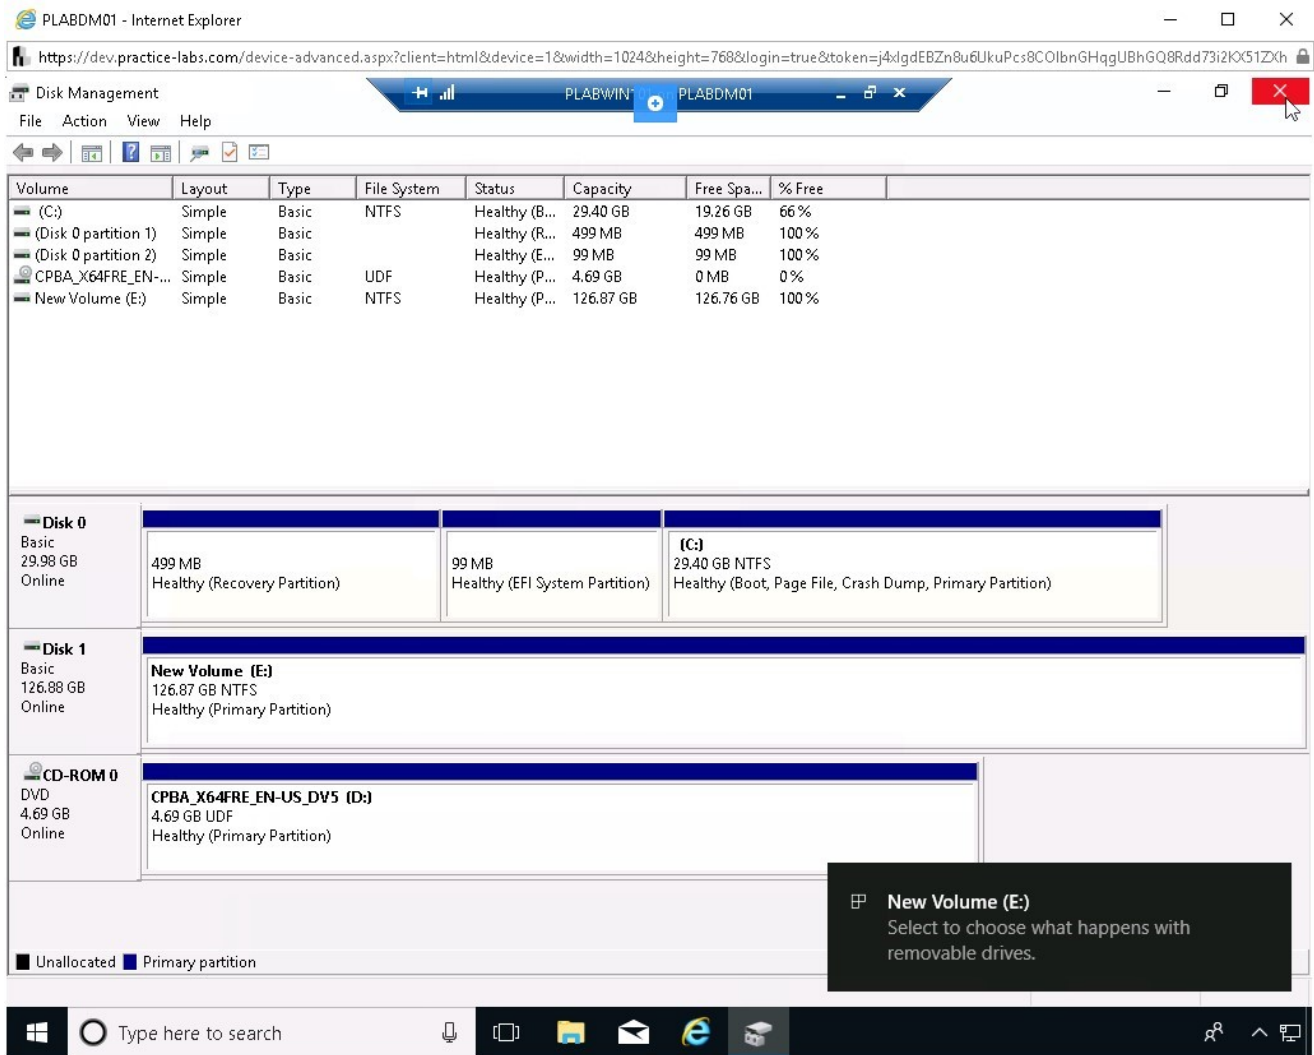 PLABDM01 - Internet Explorer
https://dev.practice-labs.com/device-advanced.aspx?client=html&device=1&width=1024&height=768&login=true&token=
Disk Management PLABWIN PLABDM01
File Action View Help
Volume Layout Type File System Status Capacity Free Spa... % Free
(C:) Simple Basic NTFS Healthy (B... 29.40 GB 19.26 GB 66 %
(Disk 0 partition 1) Simple Basic Healthy (R... 499 MB 499 MB 100 %
(Disk 0 partition 2) Simple Basic Healthy (E... 99 MB 99 MB 100 %
CPBA_X64FRE_EN-... Simple Basic UDF Healthy (P... 4.69 GB 0 MB 0 %
New Volume (E:) Simple Basic NTFS Healthy (P... 126.87 GB 126.76 GB 100 %
Disk 0
Basic
29.98 GB
Online
499 MB
Healthy (Recovery Partition)
99 MB
Healthy (EFI System Partition)
(C:)
29.40 GB NTFS
Healthy (Boot, Page File, Crash Dump, Primary Partition)
Disk 1
Basic
126.88 GB
Online
New Volume (E:)
126.87 GB NTFS
Healthy (Primary Partition)
CD-ROM 0
DVD
4.69 GB
Online
CPBA_X64FRE_EN-US_DV5 (D:)
4.69 GB UDF
Healthy (Primary Partition)
New Volume (E:)
Select to choose what happens with
removable drives.
Unallocated Primary partition
Type here to search